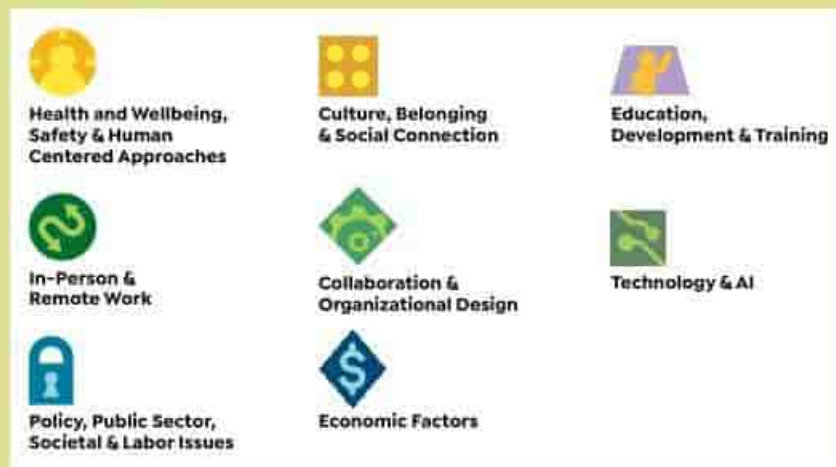 Health and Wellbeing,
Safety & Human
Centered Approaches
Culture, Belonging
& Social Connection
Education,
Development & Training
In-Person &
Remote Work
Collaboration &
Organizational Design
Technology & AI
Policy, Public Sector,
Societal & Labor Issues
$
Economic Factors